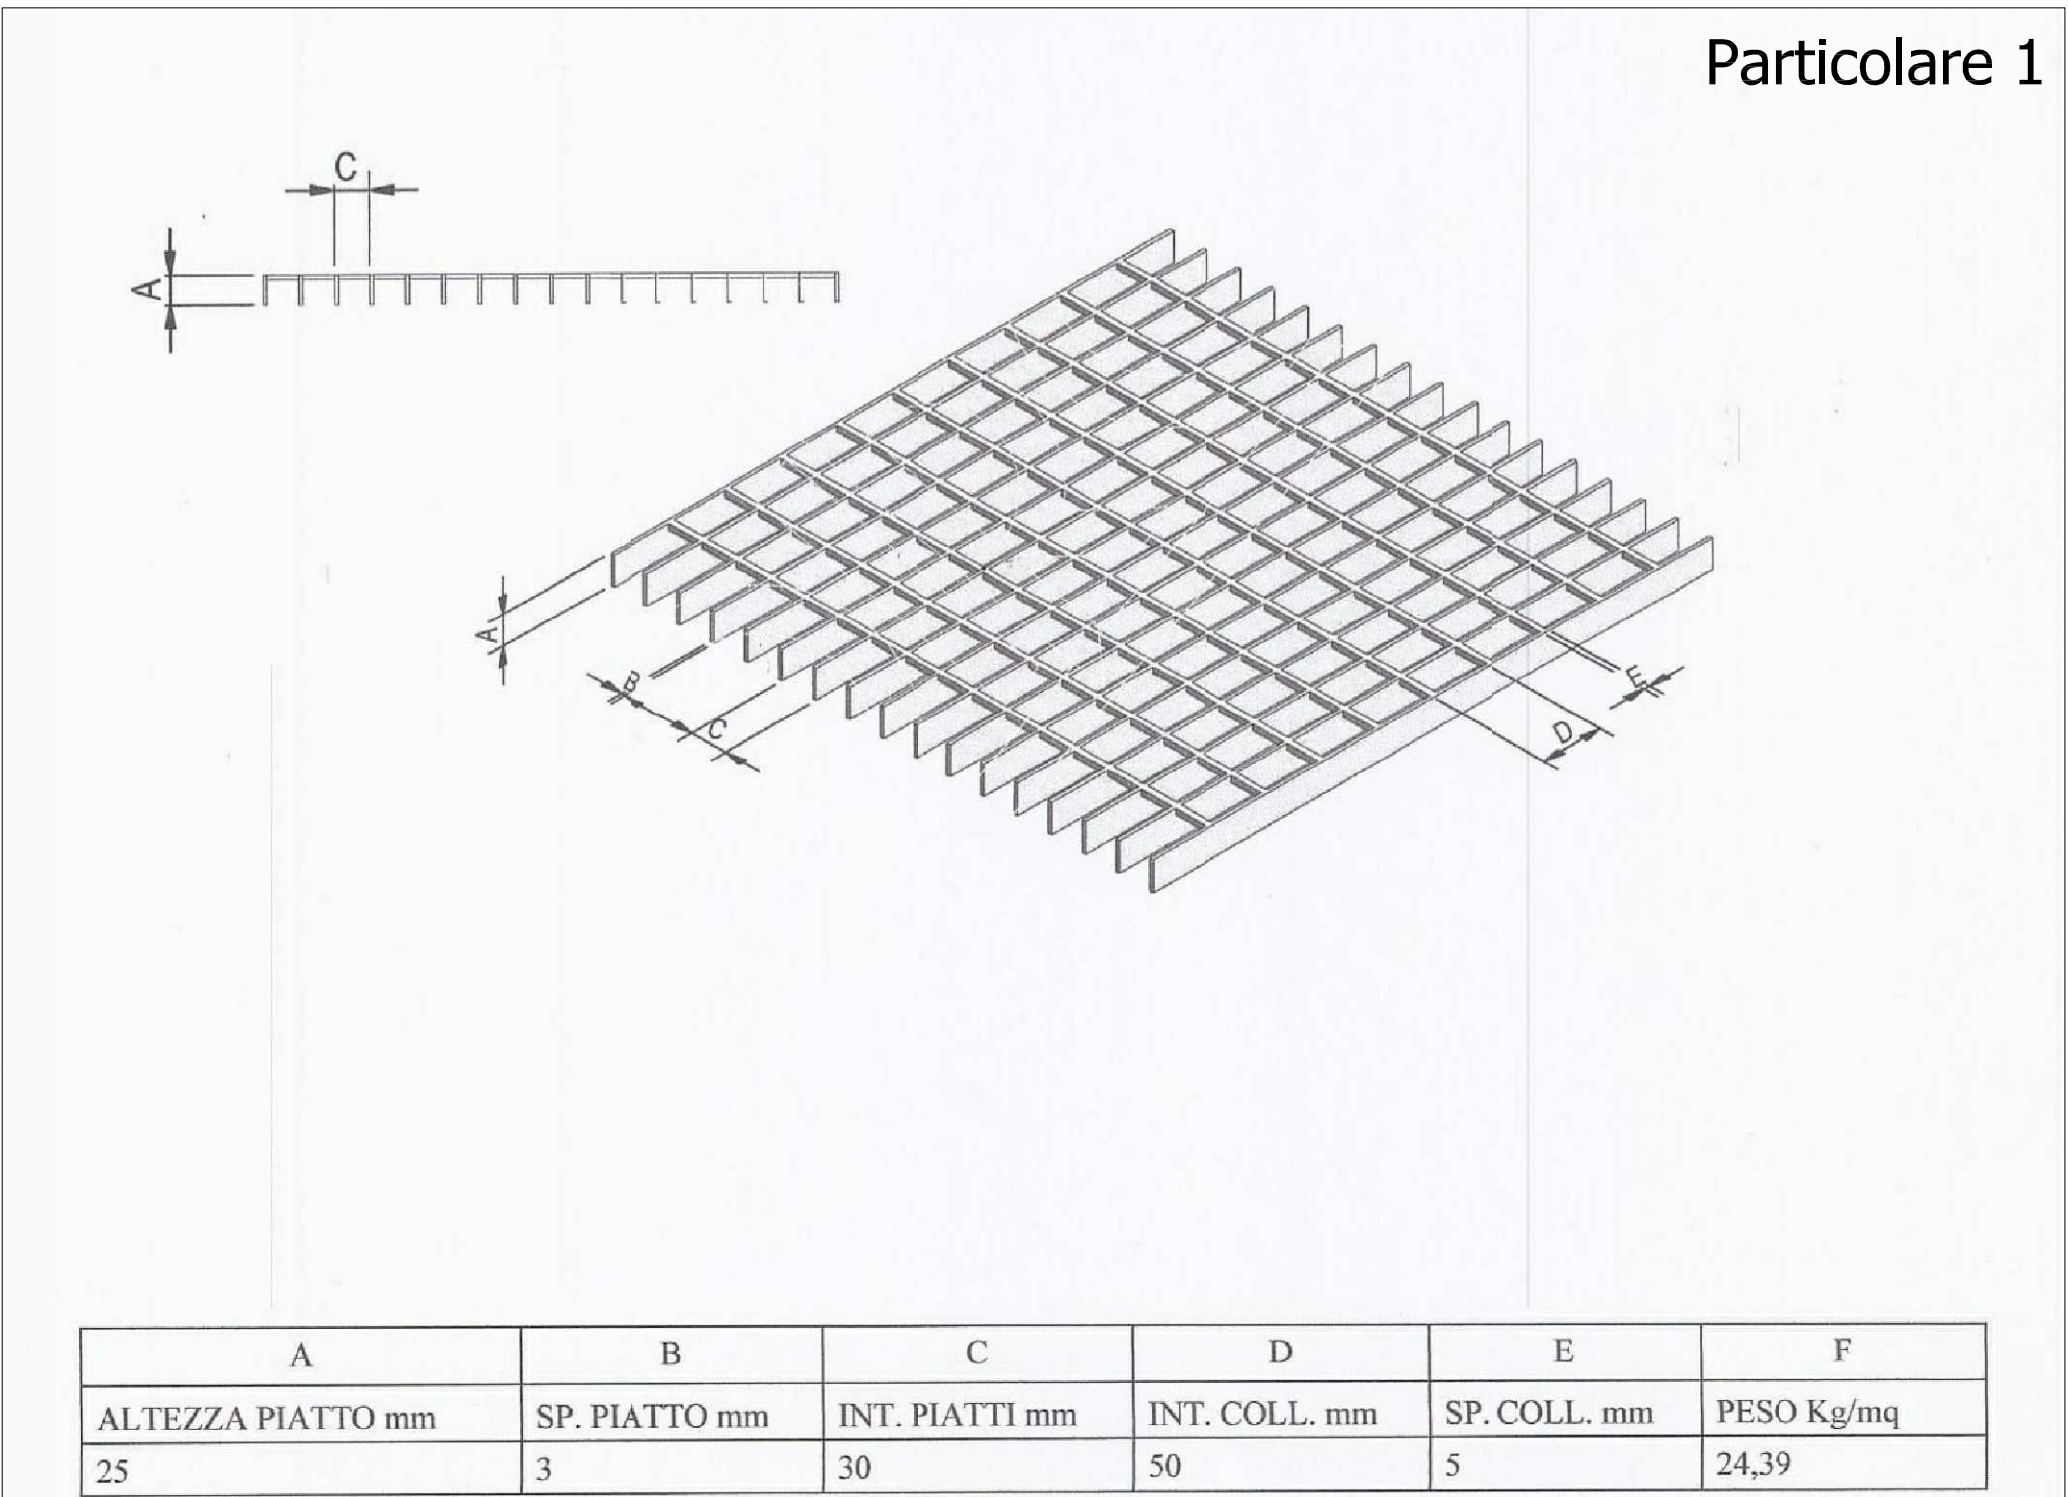 Particolare 1
C
A
A
B
C
E
D
A B C D E F
ALTEZZA PIATTO mm SP. PIATTO mm INT. PIATTI mm INT. COLL. mm SP. COLL. mm PESO Kg/mq
25 3 30 50 5 24,39